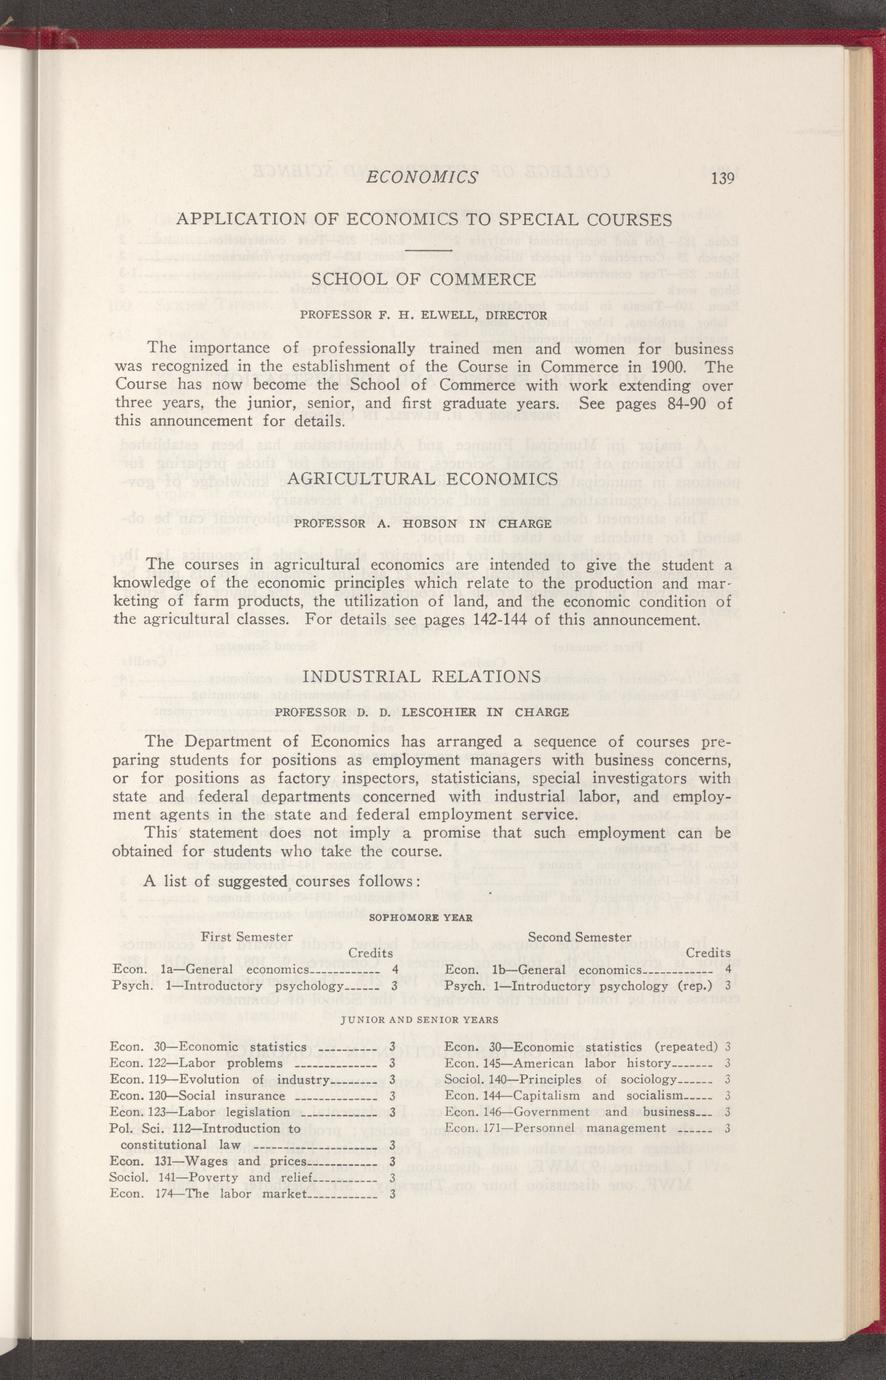 ECONOMICS 139
APPLICATION OF ECONOMICS TO SPECIAL COURSES
SCHOOL OF COMMERCE
PROFESSOR F. H. ELWELL, DIRECTOR
The importance of professionally trained men and women for business
was recognized in the establishment of the Course in Commerce in 1900. The
Course has now become the School of Commerce with work extending over
three years, the junior, senior, and first graduate years. See pages 84-90 of
this announcement for details.
AGRICULTURAL ECONOMICS
PROFESSOR A. HOBSON IN CHARGE
The courses in agricultural economics are intended to give the student a
knowledge of the economic principles which relate to the production and mar-
keting of farm products, the utilization of land, and the economic condition of
the agricultural classes. For details see pages 142-144 of this announcement.
INDUSTRIAL RELATIONS
PROFESSOR D. D. LESCOHIER IN CHARGE
The Department of Economics has arranged a sequence of courses pre-
paring students for positions as employment managers with business concerns,
or for positions as factory inspectors, statisticians, special investigators with
state and federal departments concerned with industrial labor, and employ-
ment agents in the state and federal employment service.
This statement does not imply a promise that such employment can be
obtained for students who take the course.
A list of suggested courses follows:
SOPHOMORE YEAR
First Semester
Credits
Econ. 1a—General economics------------ 4
Psych. 1—Introductory psychology------ 3
Second Semester
Credits
Econ. 1b—General economics------------ 4
Psych. 1—Introductory psychology (rep.) 3
JUNIOR AND SENIOR YEARS
Econ. 30—Economic statistics ---------- 3
Econ. 122—Labor problems -------------- 3
Econ. 119—Evolution of industry-------- 3
Econ. 120—Social insurance -------------- 3
Econ. 123—Labor legislation ------------- 3
Pol. Sci. 112—Introduction to
constitutional law --------------------- 3
Econ. 131—Wages and prices------------ 3
Sociol. 141—Poverty and relief----------- 3
Econ. 174—The labor market------------ 3
Econ. 30—Economic statistics (repeated) 3
Econ. 145—American labor history------- 3
Sociol. 140—Principles of sociology------ 3
Econ. 144—Capitalism and socialism----- 3
Econ. 146—Government and business--- 3
Econ. 171—Personnel management ------ 3